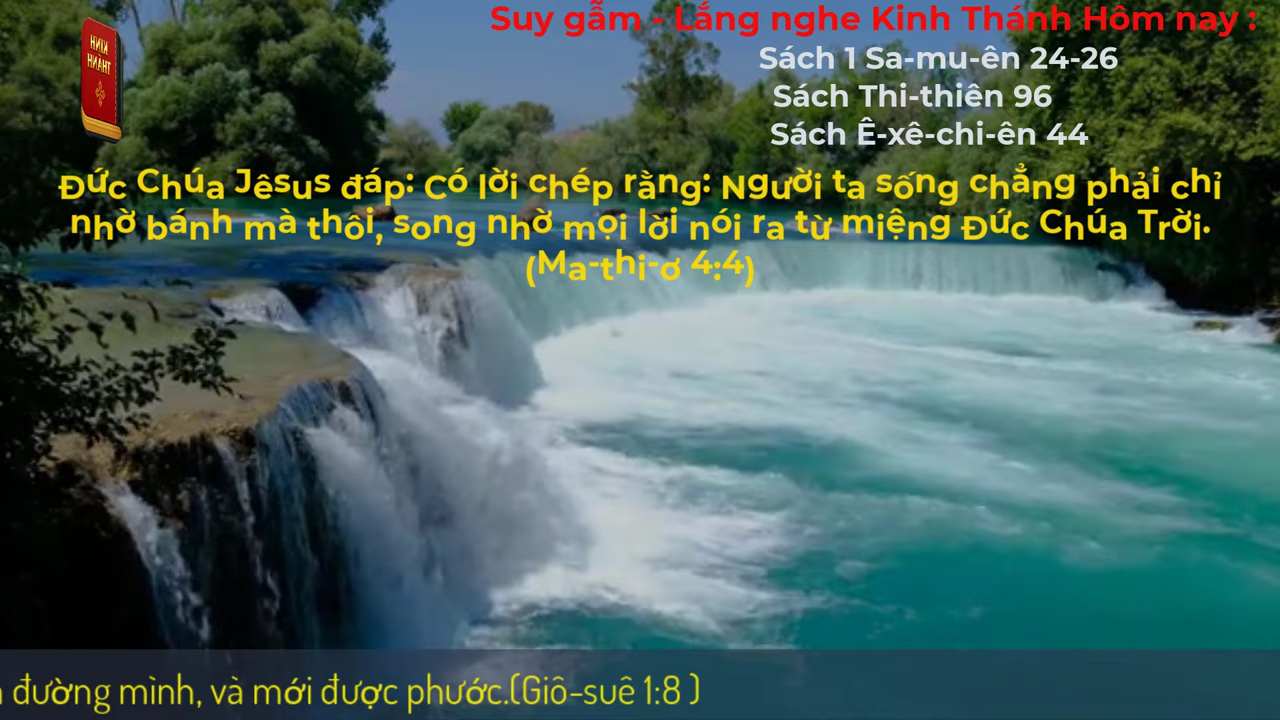 Suy gẫm - Lắng nghe Kinh Thánh Hôm nay :
Sách 1 Sa-mu-ên 24-26
Sách Thi-thiên 96
Sách Ê-xê-chi-ên 44
KINH
THÁNH
Đức Chúa Jêsus đáp: Có lời chép rằng: Người ta sống chẳng phải chỉ
nhờ bánh mà thôi, song nhờ mọi lời nói ra từ miệng Đức Chúa Trời.
(Ma-thi-ơ 4:4)
đường mình, và mới được phước.(Giô-suê 1:8 )